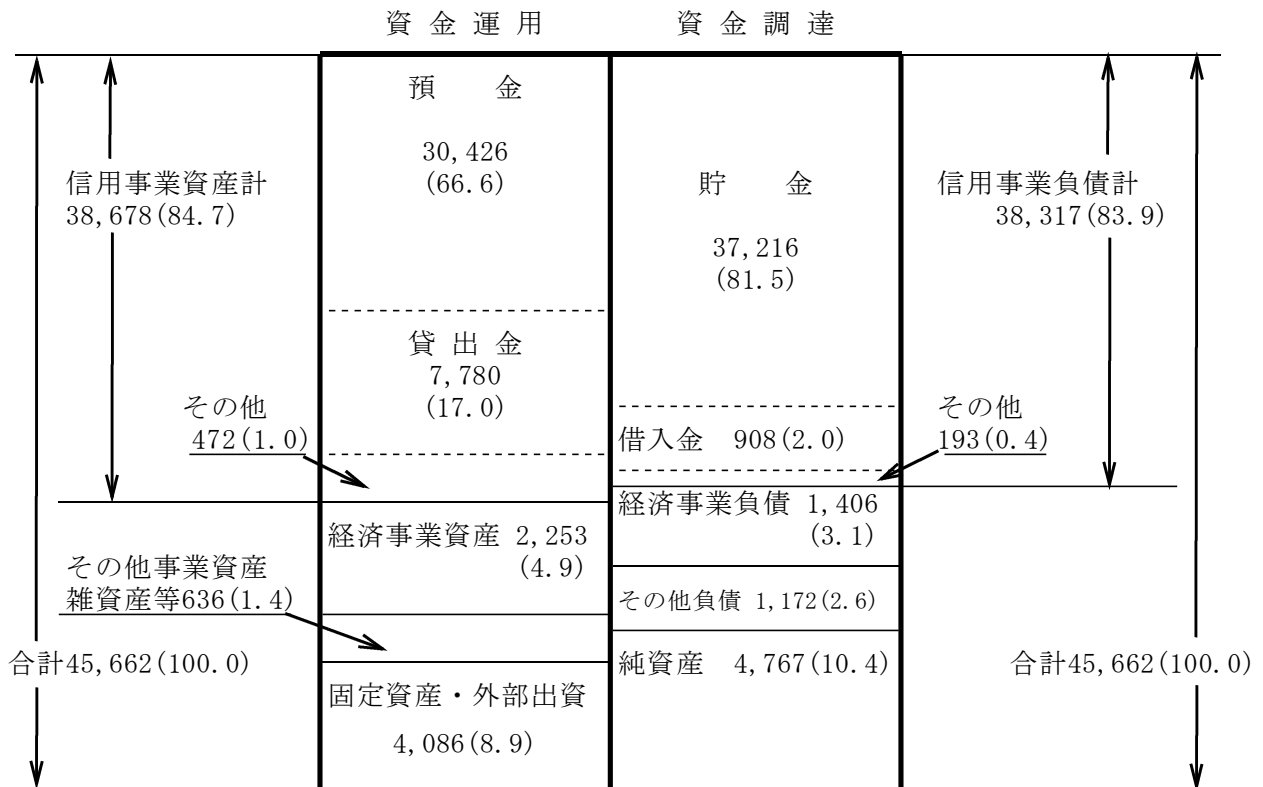 資 金 運 用
資 金 調 達
信用事業資産計
38,678(84.7)
その他
472(1.0)
その他事業資産
雑資産等636(1.4)
合計45,662(100.0)
預　　金
30,426
(66.6)
貸 出 金
7,780
(17.0)
経済事業資産 2,253
(4.9)
固定資産・外部出資
4,086(8.9)
貯　　金
37,216
(81.5)
借入金 908(2.0)
経済事業負債 1,406
(3.1)
その他負債 1,172(2.6)
純資産 4,767(10.4)
信用事業負債計
38,317(83.9)
その他
193(0.4)
合計45,662(100.0)